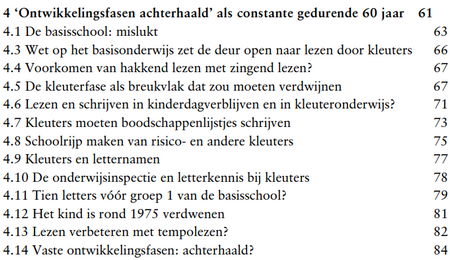 4 ‘Ontwikkelingsfasen achterhaald’ als constante gedurende 60 jaar 61
4.1 De basisschool: mislukt 63
4.3 Wet op het basisonderwijs zet de deur open naar lezen door kleuters 66
4.4 Voorkomen van hakkend lezen met zingend lezen? 67
4.5 De kleuterfase als breukvlak dat zou moeten verdwijnen 67
4.6 Lezen en schrijven in kinderdagverblijven en in kleuteronderwijs? 71
4.7 Kleuters moeten boodschappenlijstjes schrijven 73
4.8 Schoolrijp maken van risico- en andere kleuters 75
4.9 Kleuters en letternamen 77
4.10 De onderwijsinspectie en letterkennis bij kleuters 78
4.11 Tien letters vóór groep 1 van de basisschool? 79
4.12 Het kind is rond 1975 verdwenen 81
4.13 Lezen verbeteren met tempolezen? 82
4.14 Vaste ontwikkelingsfasen: achterhaald? 84